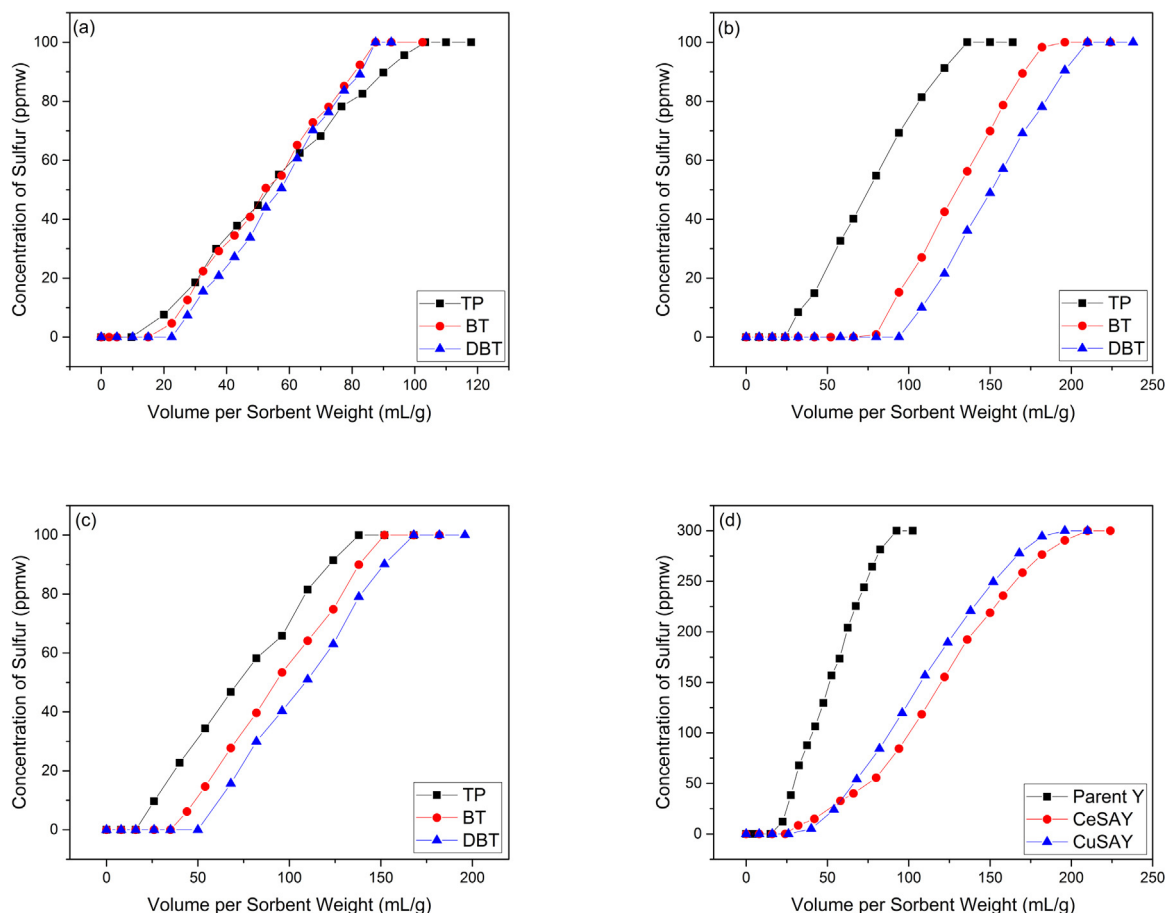 (a)
100
80
60
40
20
0
Concentration of Sulfur (ppmw)
TP
BT
DBT
0 20 40 60 80 100 120
Volume per Sorbent Weight (mL/g)
(b)
100
80
60
40
20
0
Concentration of Sulfur (ppmw)
TP
BT
DBT
0 50 100 150 200 250
Volume per Sorbent Weight (mL/g)
(c)
100
80
60
40
20
0
Concentration of Sulfur (ppmw)
TP
BT
DBT
0 50 100 150 200
Volume per Sorbent Weight (mL/g)
(d)
300
250
200
150
100
50
0
Concentration of Sulfur (ppmw)
Parent Y
CeSAY
CuSAY
0 50 100 150 200 250
Volume per Sorbent Weight (mL/g)